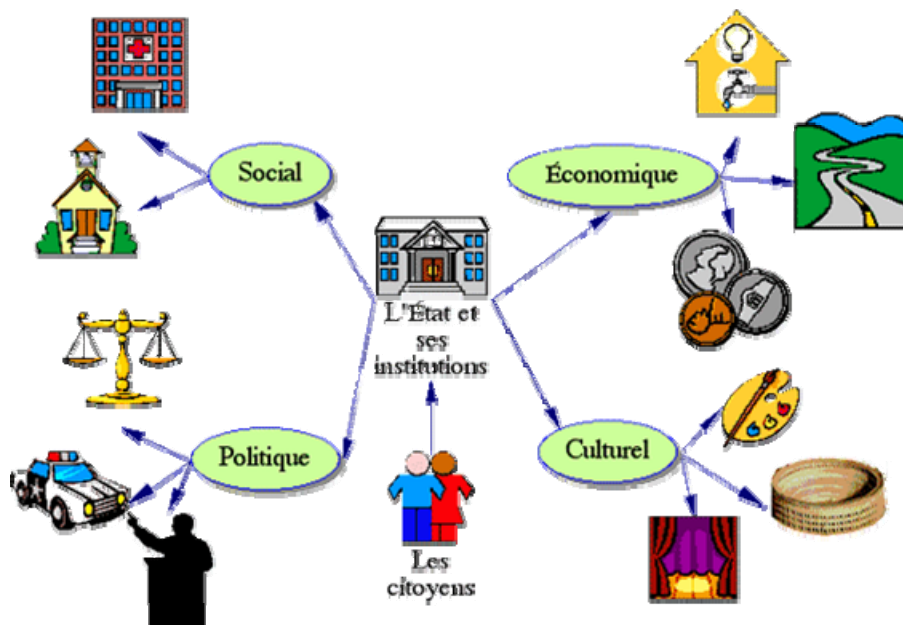 Social
Économique
L'État et
ses
institutions
Politique
Culturel
Les
citoyens